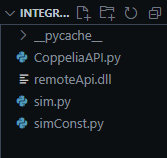 INTEGR...
__pycache__
CoppeliaAPI.py
remoteApi.dll
sim.py
simConst.py